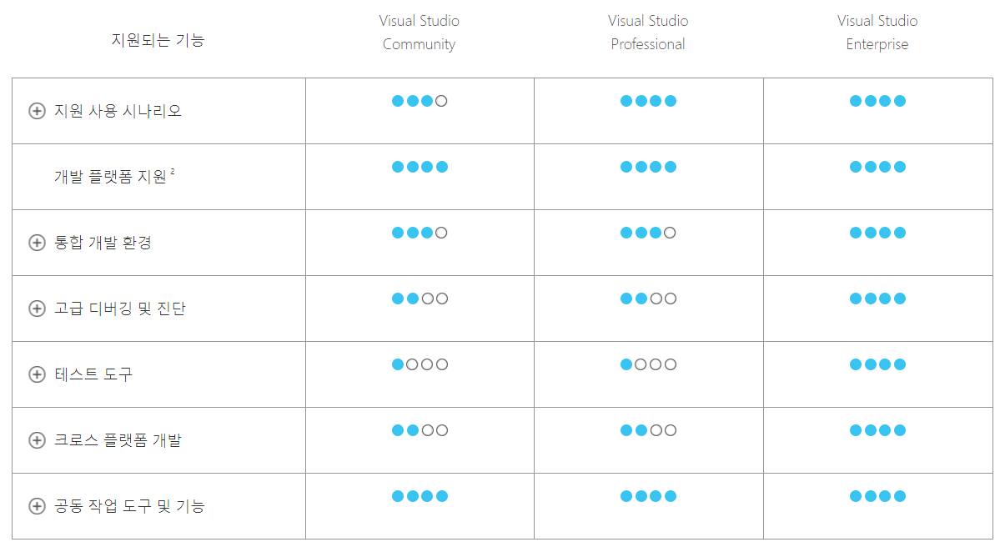 지원되는 기능
Visual Studio
Community
Visual Studio
Professional
Visual Studio
Enterprise
지원 사용 시나리오
개발 플랫폼 지원 2
통합 개발 환경
고급 디버깅 및 진단
테스트 도구
크로스 플랫폼 개발
공동 작업 도구 및 기능